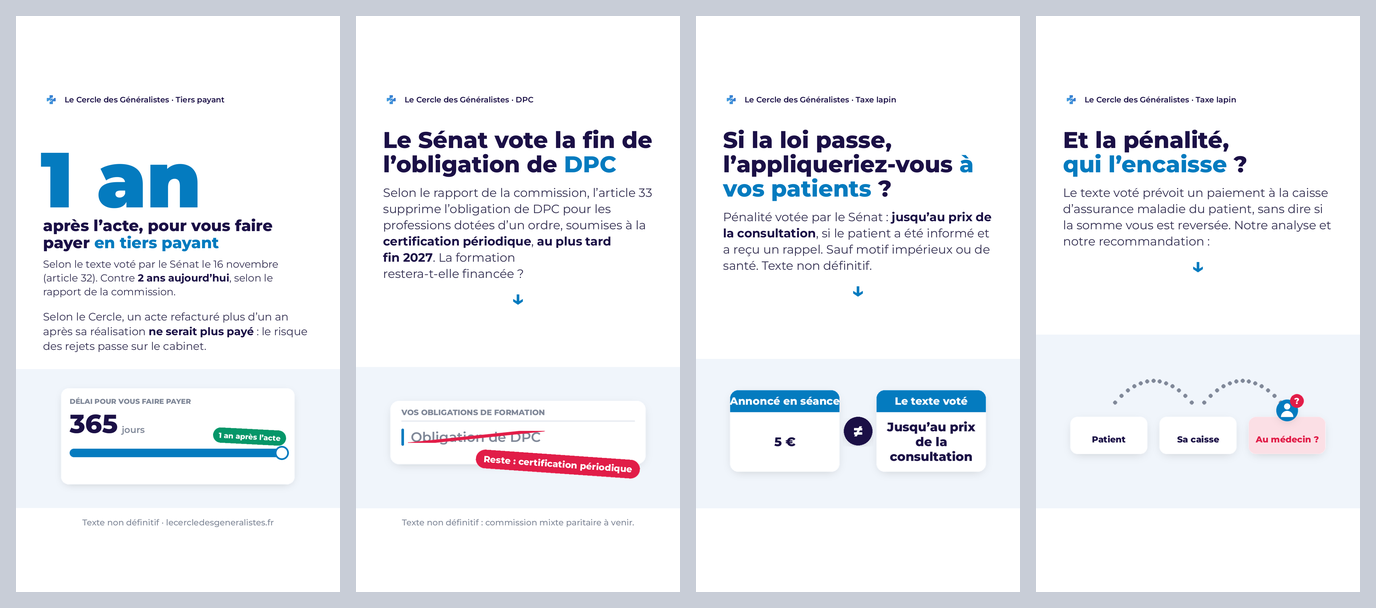 Le Cercle des Généralistes · Tiers payant
1 an
après l’acte, pour vous faire
payer en tiers payant
Selon le texte voté par le Sénat le 16 novembre
(article 32). Contre 2 ans aujourd’hui, selon le
rapport de la commission.
Selon le Cercle, un acte refacturé plus d’un an
après sa réalisation ne serait plus payé : le risque
des rejets passe sur le cabinet.
DÉLAI POUR VOUS FAIRE PAYER
365 jours
1 an après l’acte
Texte non définitif · lecercledesgeneralistes.fr
Le Cercle des Généralistes · DPC
Le Sénat vote la fin de
l’obligation de DPC
Selon le rapport de la commission, l’article 33
supprime l’obligation de DPC pour les
professions dotées d’un ordre, soumises à la
certification périodique, au plus tard
fin 2027. La formation
restera-t-elle financée ?
VOS OBLIGATIONS DE FORMATION
Obligation de DPC
Reste : certification périodique
Texte non définitif : commission mixte paritaire à venir.
Le Cercle des Généralistes · Taxe lapin
Si la loi passe,
l’appliqueriez-vous à
vos patients ?
Pénalité votée par le Sénat : jusqu’au prix de
la consultation, si le patient a été informé et
a reçu un rappel. Sauf motif impérieux ou de
santé. Texte non définitif.
Annoncé en séance
5 €
≠
Le texte voté
Jusqu’au prix
de la
consultation
Le Cercle des Généralistes · Taxe lapin
Et la pénalité,
qui l’encaisse ?
Le texte voté prévoit un paiement à la caisse
d’assurance maladie du patient, sans dire si
la somme vous est reversée. Notre analyse et
notre recommandation :
?
Patient
Sa caisse
Au médecin ?